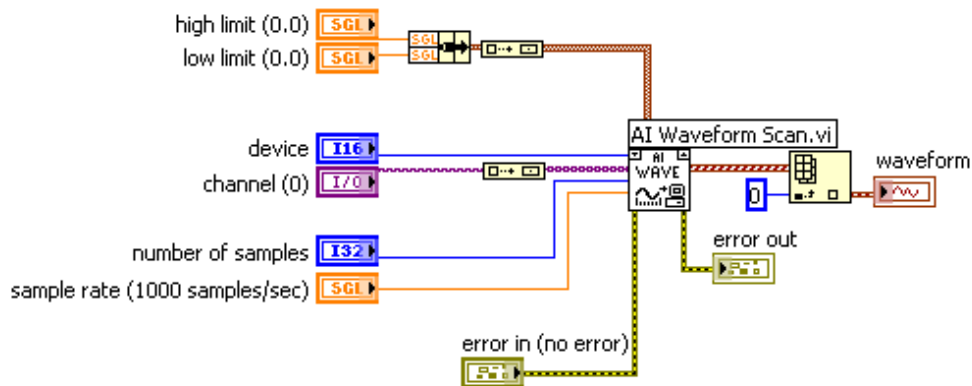 high limit (0.0)
SGL
SGL
low limit (0.0)
SGL
SGL
AI Waveform Scan.vi
device
I16
AI
WAVE
waveform
channel (0)
I/0
0
error out
number of samples
I32
sample rate (1000 samples/sec)
SGL
error in (no error)